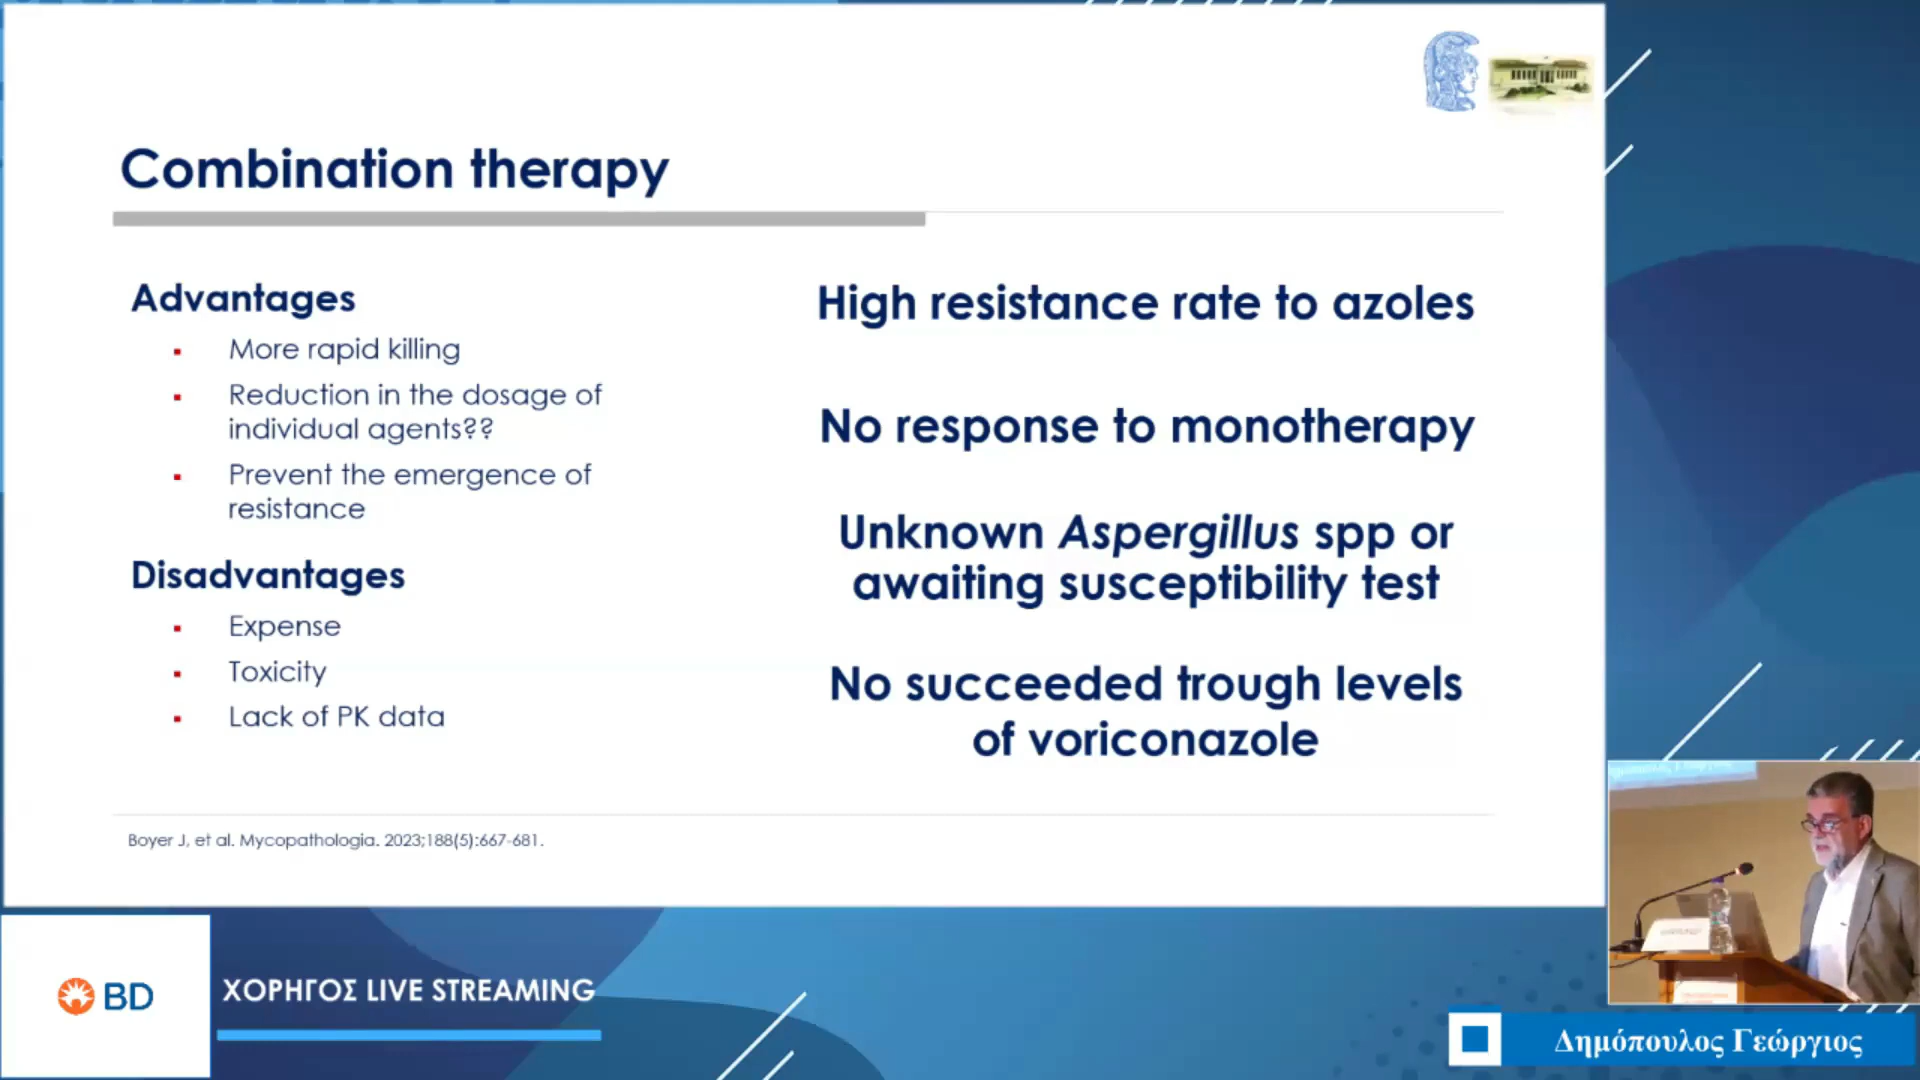 Combination therapy
Advantages
More rapid killing
Reduction in the dosage of
individual agents??
Prevent the emergence of
resistance
Disadvantages
Expense
Toxicity
Lack of PK data
High resistance rate to azoles
No response to monotherapy
Unknown Aspergillus spp or
awaiting susceptibility test
No succeeded trough levels
of voriconazole
Boyer J, et al. Mycopathologia. 2023;188(5):667-681.
BD
ΧΟΡΗΓΟΣ LIVE STREAMING
Δημόπουλος Γεώργιος